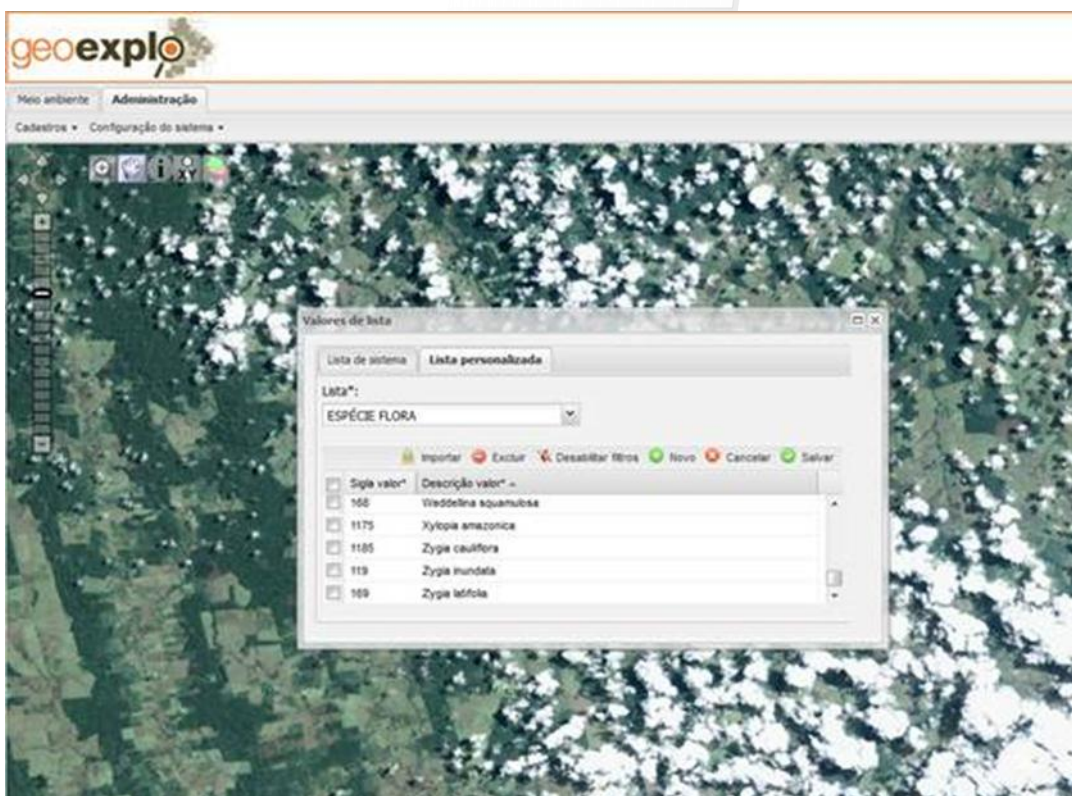 geoexplo
Meio ambiente Administração
Cadastros Configuração do sistema
i XY
Valores de lista
Lista de sistema Lista personalizada
Lista*:
ESPÉCIE FLORA
Importar Excluir Desabilitar filtros Novo Cancelar Salvar
Sigla valor* Descrição valor*
168 Weddellina squamulosa
1175 Xylopia amazonica
1185 Zygia cauliflora
119 Zygia inundata
169 Zygia latifolia